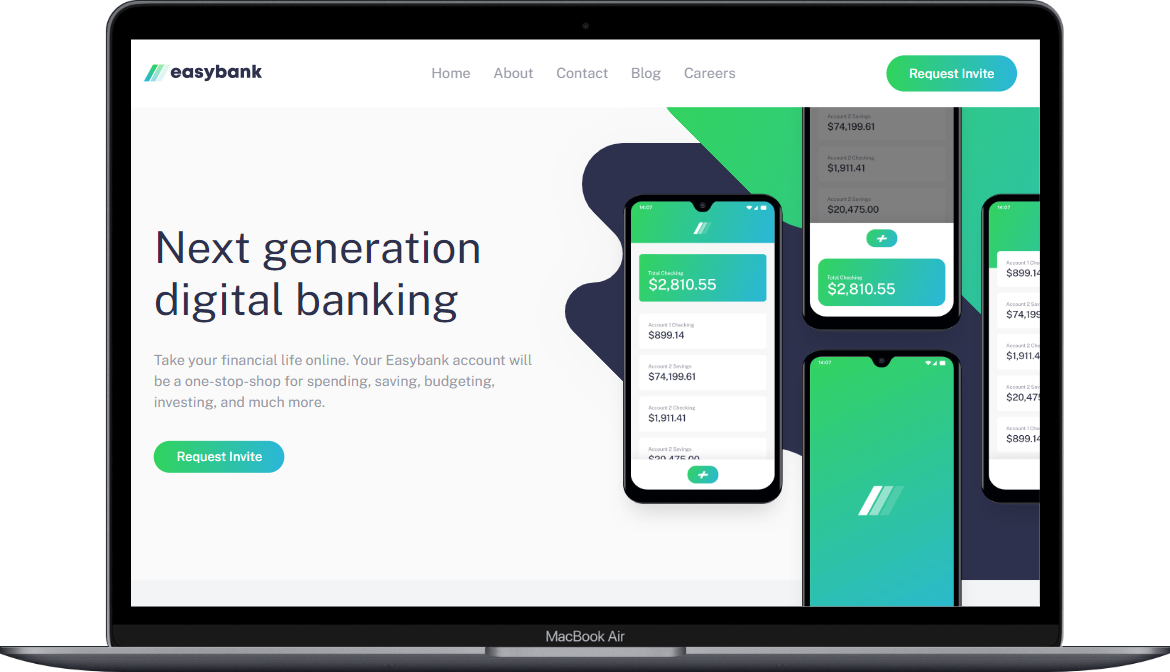 easybank
Home
About
Contact
Blog
Careers
Request Invite
Next generation
digital banking
Take your financial life online. Your Easybank account will
be a one-stop-shop for spending, saving, budgeting,
investing, and much more.
Request Invite
14:07
Total Checking
$2,810.55
Account 1 Checking
$899.14
Account 2 Savings
$74,199.61
Account 2 Checking
$1,911.41
Account 2 Savings
$20,475.00
Account 2 Savings
$74,199.61
Account 2 Checking
$1,911.41
Account 2 Savings
$20,475.00
Total Checking
$2,810.55
14:07
14:07
Account 1 Che
$899.14
Account 2 Sav
$74,199
Account 2 Che
$1,911.4
Account 2 Sav
$20,475
Account 1 Che
$899.14
MacBook Air